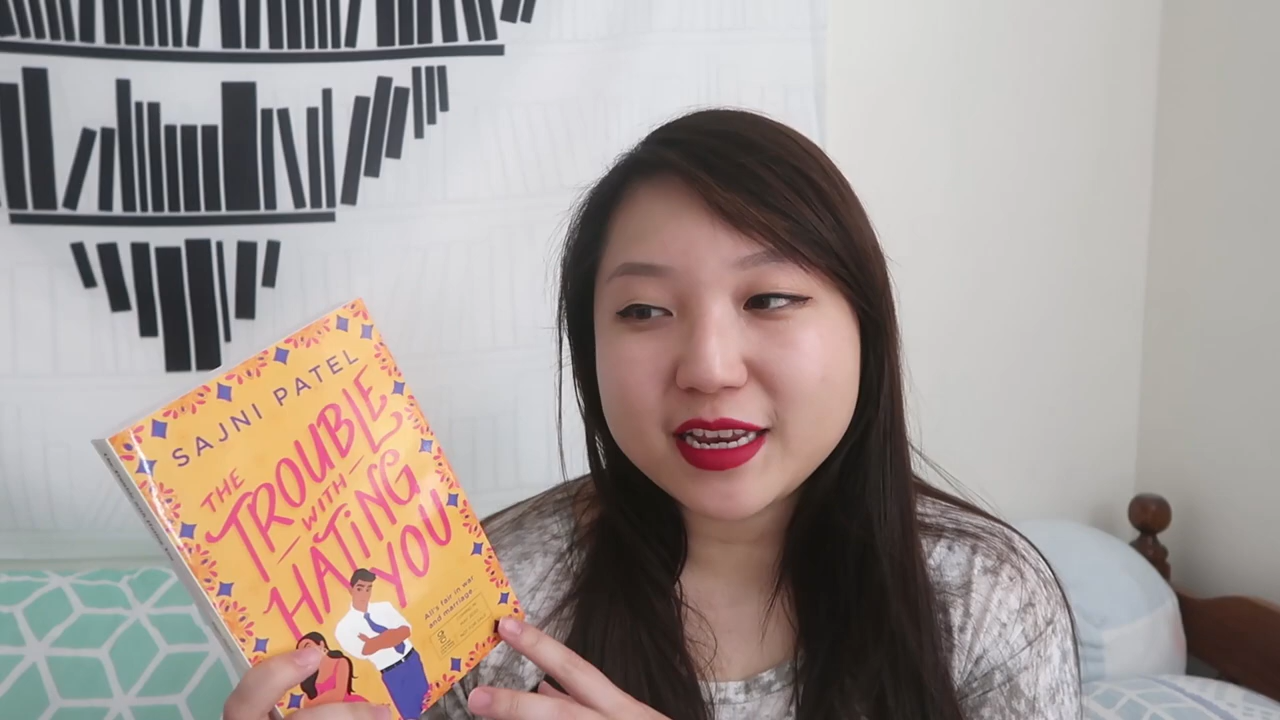 SAJNI PATEL
THE
TROUBLE
WITH
HATING
YOU
All's fair in war
and marriage.